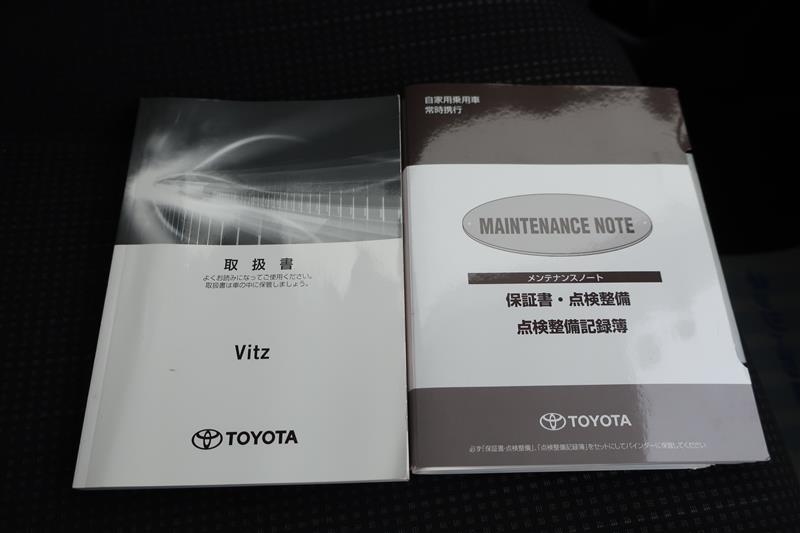 取扱書
よくお読みになってご使用ください。
取扱書は車の中に保管しましょう。
Vitz
TOYOTA
自家用乗用車
常時携行
MAINTENANCE NOTE
メンテナンスノート
保証書・点検整備
点検整備記録簿
TOYOTA
必ず「保証書・点検整備」、「点検整備記録簿」をセットにしてバインダーに保管してください